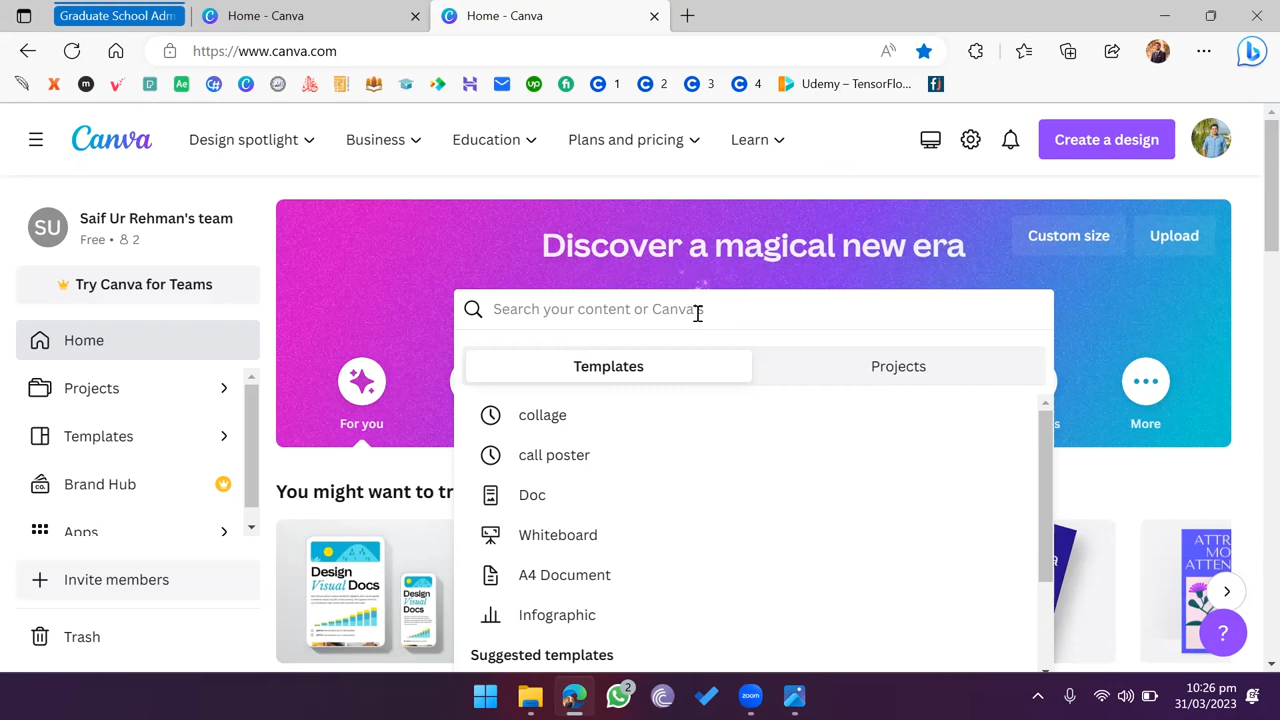 Graduate School Adm
Home - Canva
Home - Canva
https://www.canva.com
1
2
3
4
Udemy – TensorFlo...
Canva
Design spotlight
Business
Education
Plans and pricing
Learn
Create a design
SU
Saif Ur Rehman's team
Free • 2
Try Canva for Teams
Home
Projects
Templates
Brand Hub
Apps
Invite members
Trash
Discover a magical new era
Custom size
Upload
Search your content or Canva's
Templates
Projects
collage
call poster
Doc
Whiteboard
A4 Document
Infographic
Suggested templates
For you
More
You might want to tr
Design
Visual Docs
Design
Visual
Docs
ATTR
MO
ATTEN
?
2
10:26 pm
31/03/2023